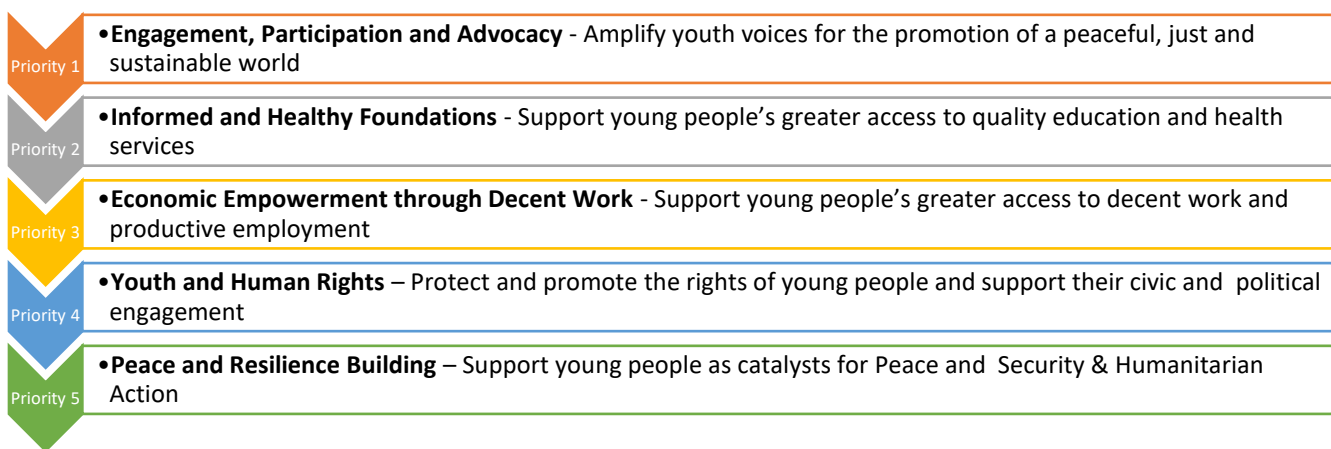 Priority 1
•Engagement, Participation and Advocacy - Amplify youth voices for the promotion of a peaceful, just and
sustainable world
Priority 2
•Informed and Healthy Foundations - Support young people’s greater access to quality education and health
services
Priority 3
•Economic Empowerment through Decent Work - Support young people’s greater access to decent work and
productive employment
Priority 4
•Youth and Human Rights – Protect and promote the rights of young people and support their civic and  political
engagement
Priority 5
•Peace and Resilience Building – Support young people as catalysts for Peace and  Security & Humanitarian
Action